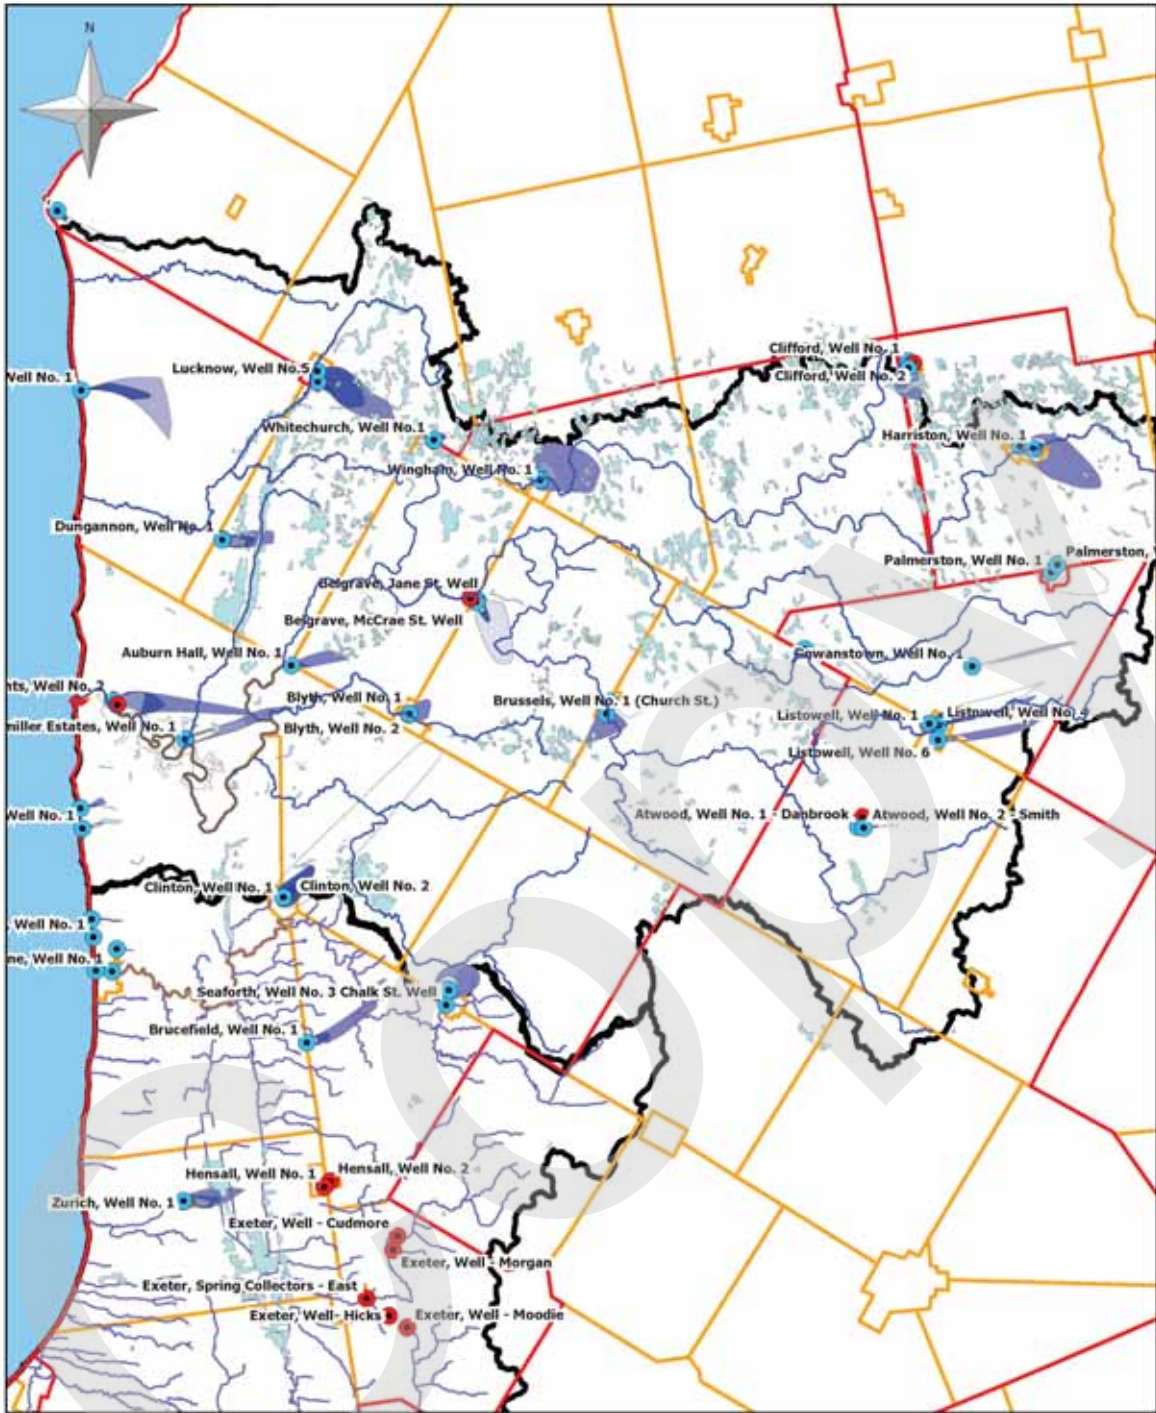 N
Clifford, Well No. 1
Lucknow, Well No.5
Well No. 1
Clifford, Well No. 2
Whitechurch, Well No.1
Harriston, Well No. 1
Wingham, Well No. 1
Dungannon, Well No. 1
Palmerston,
Palmerston, Well No. 1
Belgrave, Jane St. Well
Belgrave, McCrae St. Well
Auburn Hall, Well No. 1
Gowanstown, Well No. 1
nts, Well No. 2
Blyth, Well No. 1
Brussels, Well No. 1 (Church St.)
Listowell, Well No. 1
Listowell, Well No. 4
miller Estates, Well No. 1
Blyth, Well No. 2
Listowell, Well No. 6
Well No. 1
Atwood, Well No. 1 - Danbrook
Atwood, Well No. 2 - Smith
Clinton, Well No. 1
Clinton, Well No. 2
, Well No. 1
ne, Well No. 1
Seaforth, Well No. 3 Chalk St. Well
Brucefield, Well No. 1
Hensall, Well No. 1
Hensall, Well No. 2
Zurich, Well No. 1
Exeter, Well - Cudmore
Exeter, Well - Morgan
Exeter, Spring Collectors - East
Exeter, Well- Hicks
Exeter, Well - Moodie
copy